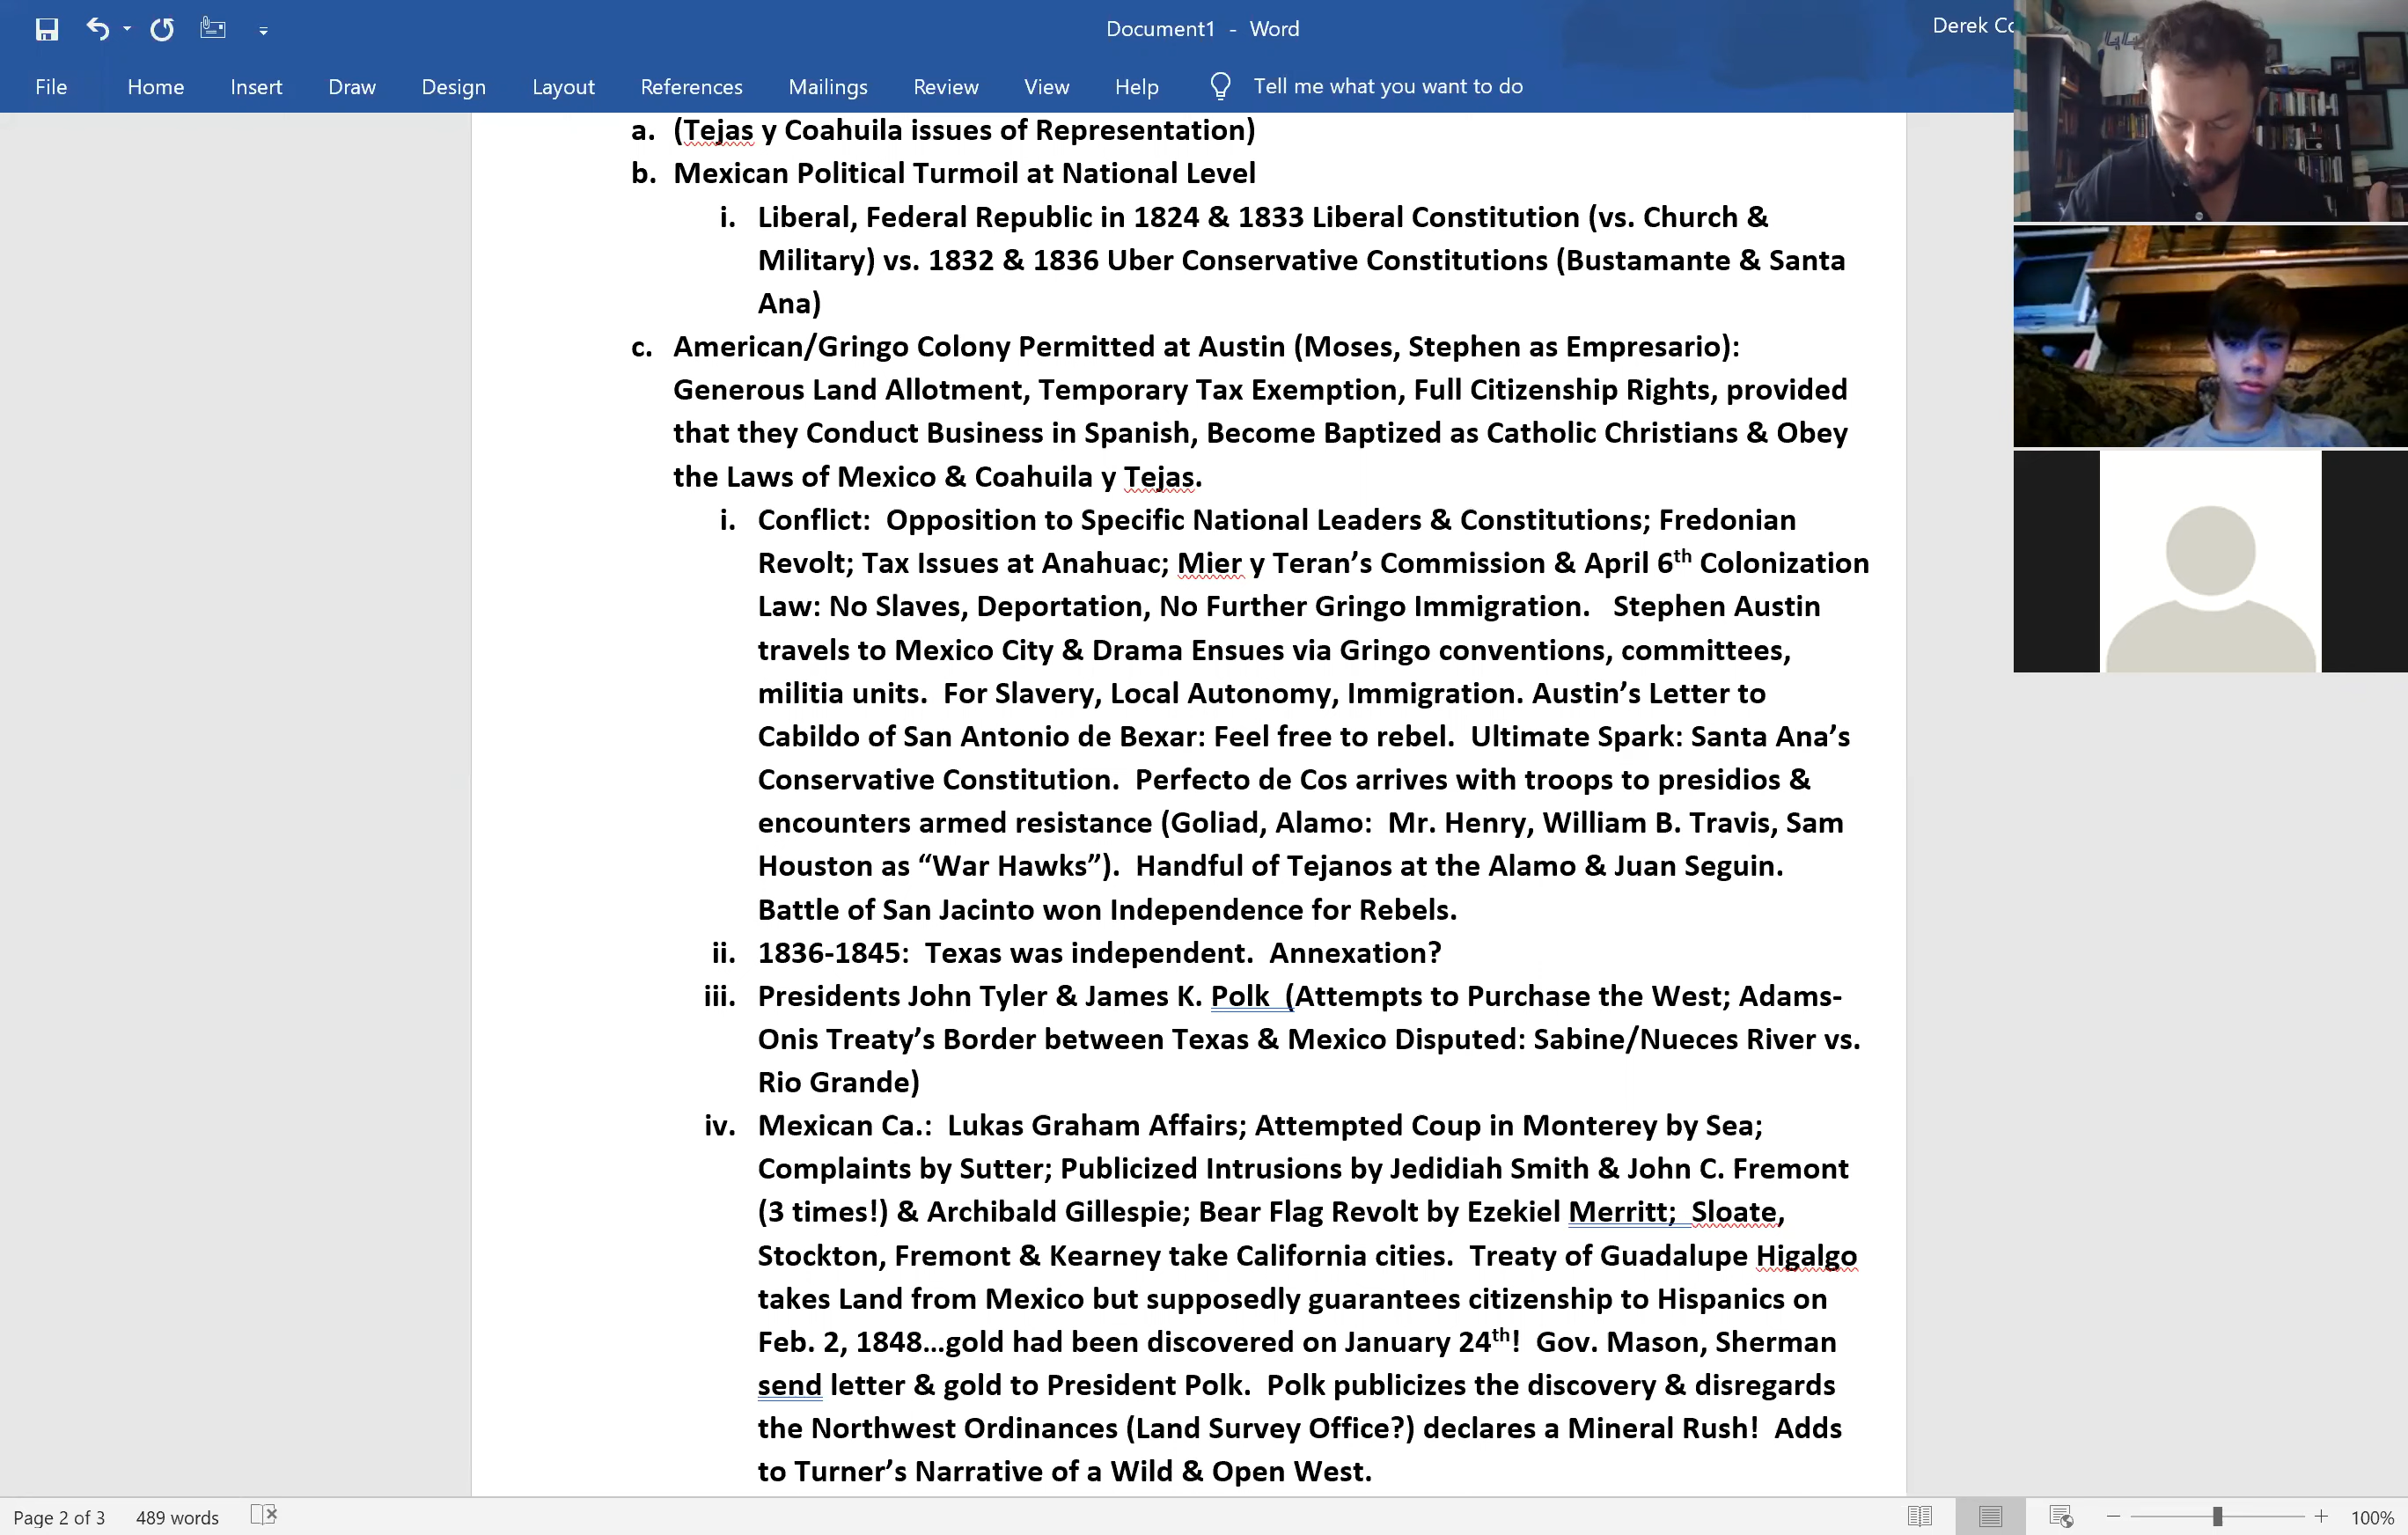 Document1 - Word
Derek Co
File Home Insert Draw Design Layout References Mailings Review View Help Tell me what you want to do
a. (Tejas y Coahuila issues of Representation)
b. Mexican Political Turmoil at National Level
i. Liberal, Federal Republic in 1824 & 1833 Liberal Constitution (vs. Church &
Military) vs. 1832 & 1836 Uber Conservative Constitutions (Bustamante & Santa
Ana)
c. American/Gringo Colony Permitted at Austin (Moses, Stephen as Empresario):
Generous Land Allotment, Temporary Tax Exemption, Full Citizenship Rights, provided
that they Conduct Business in Spanish, Become Baptized as Catholic Christians & Obey
the Laws of Mexico & Coahuila y Tejas.
i. Conflict: Opposition to Specific National Leaders & Constitutions; Fredonian
Revolt; Tax Issues at Anahuac; Mier y Teran’s Commission & April 6th Colonization
Law: No Slaves, Deportation, No Further Gringo Immigration. Stephen Austin
travels to Mexico City & Drama Ensues via Gringo conventions, committees,
militia units. For Slavery, Local Autonomy, Immigration. Austin’s Letter to
Cabildo of San Antonio de Bexar: Feel free to rebel. Ultimate Spark: Santa Ana’s
Conservative Constitution. Perfecto de Cos arrives with troops to presidios &
encounters armed resistance (Goliad, Alamo: Mr. Henry, William B. Travis, Sam
Houston as “War Hawks”). Handful of Tejanos at the Alamo & Juan Seguin.
Battle of San Jacinto won Independence for Rebels.
ii. 1836-1845: Texas was independent. Annexation?
iii. Presidents John Tyler & James K. Polk (Attempts to Purchase the West; Adams-
Onis Treaty’s Border between Texas & Mexico Disputed: Sabine/Nueces River vs.
Rio Grande)
iv. Mexican Ca.: Lukas Graham Affairs; Attempted Coup in Monterey by Sea;
Complaints by Sutter; Publicized Intrusions by Jedidiah Smith & John C. Fremont
(3 times!) & Archibald Gillespie; Bear Flag Revolt by Ezekiel Merritt; Sloate,
Stockton, Fremont & Kearney take California cities. Treaty of Guadalupe Higalgo
takes Land from Mexico but supposedly guarantees citizenship to Hispanics on
Feb. 2, 1848…gold had been discovered on January 24th! Gov. Mason, Sherman
send letter & gold to President Polk. Polk publicizes the discovery & disregards
the Northwest Ordinances (Land Survey Office?) declares a Mineral Rush! Adds
to Turner’s Narrative of a Wild & Open West.
Page 2 of 3 489 words 100%